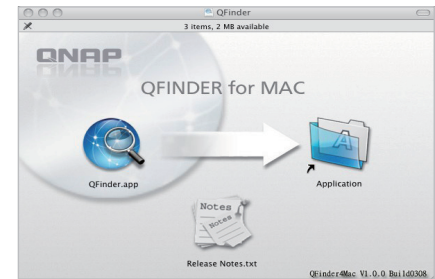 QFinder
3 items, 2 MB available
QNAP
QFINDER for MAC
A
QFinder.app
Application
Notes
Notes
Release Notes.txt
QFinder4Mac V1.0.0 Build0308